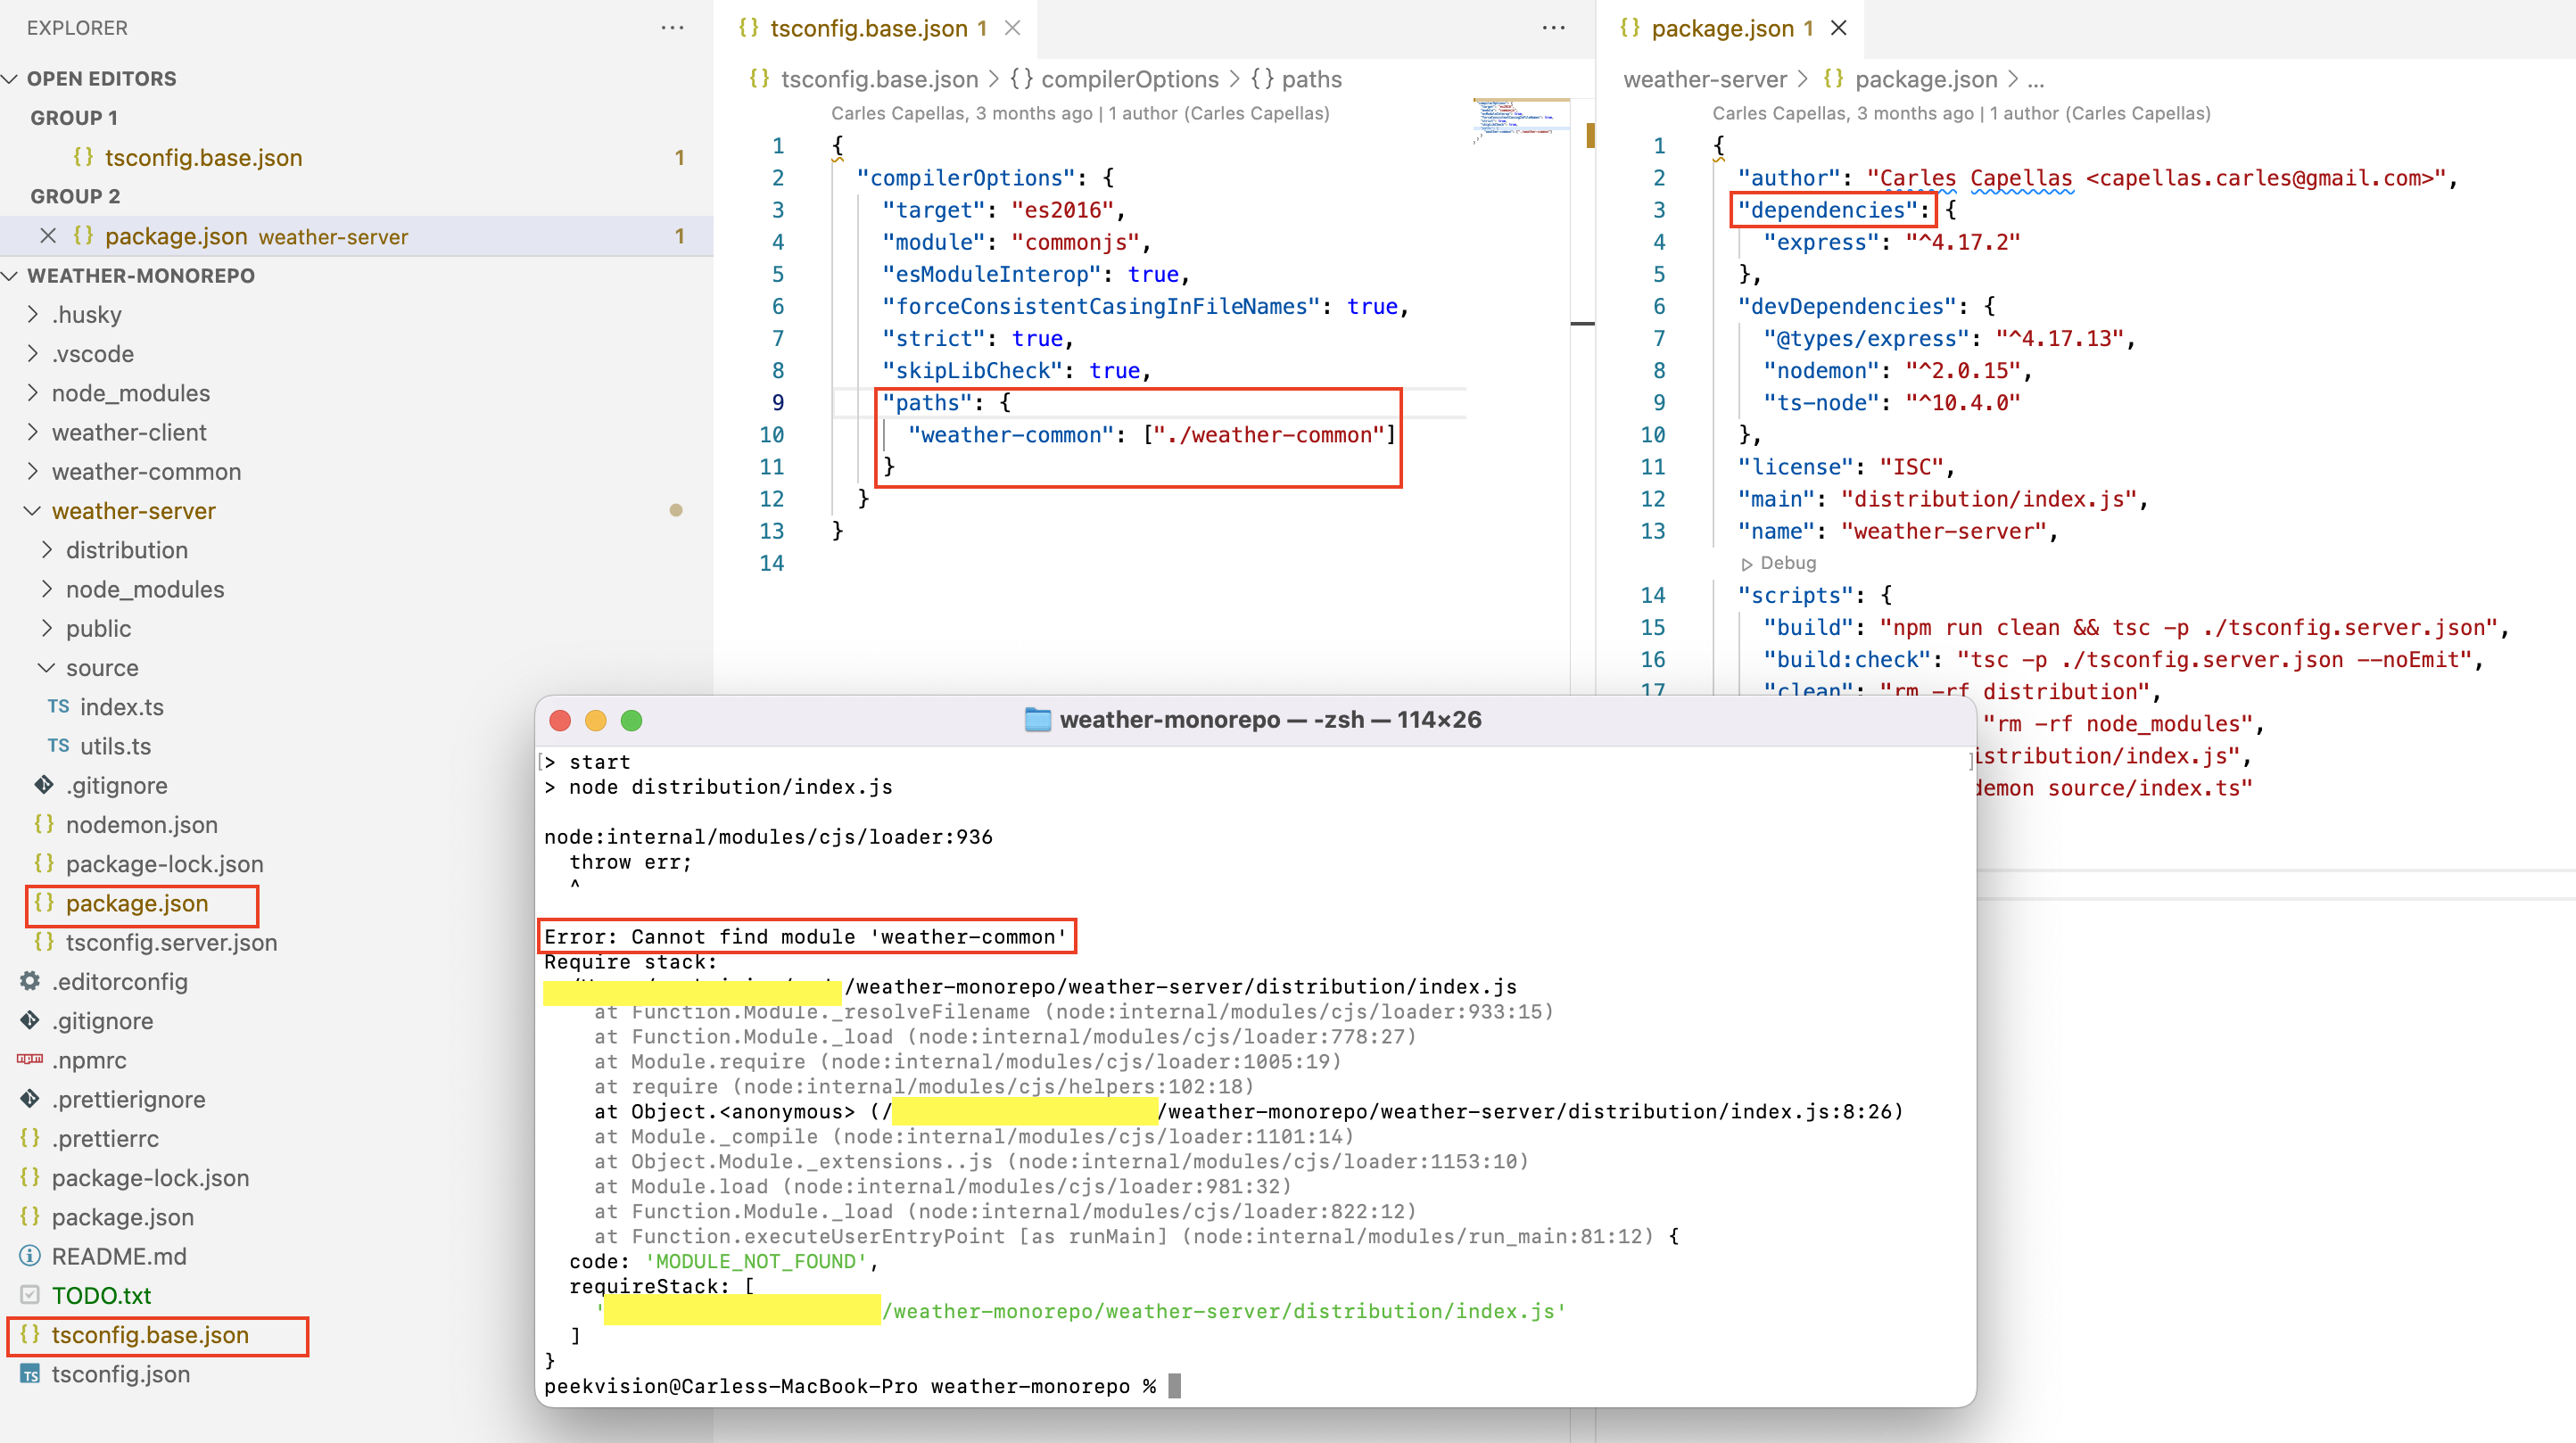 EXPLORER
OPEN EDITORS
GROUP 1
tsconfig.base.json 1
GROUP 2
package.json weather-server 1
WEATHER-MONOREPO
.husky
.vscode
node_modules
weather-client
weather-common
weather-server
distribution
node_modules
public
source
TS index.ts
TS utils.ts
.gitignore
nodemon.json
package-lock.json
package.json
tsconfig.server.json
.editorconfig
.gitignore
.npmrc
.prettierignore
.prettierrc
package-lock.json
package.json
README.md
TODO.txt
tsconfig.base.json
TS tsconfig.json
{} tsconfig.base.json 1
{} tsconfig.base.json > {} compilerOptions > {} paths
Carles Capellas, 3 months ago | 1 author (Carles Capellas)
1 {
2 "compilerOptions": {
3 "target": "es2016",
4 "module": "commonjs",
5 "esModuleInterop": true,
6 "forceConsistentCasingInFileNames": true,
7 "strict": true,
8 "skipLibCheck": true,
9 "paths": {
10 "weather-common": ["./weather-common"]
11 }
12 }
13 }
14
{} package.json 1
weather-server > {} package.json > ...
Carles Capellas, 3 months ago | 1 author (Carles Capellas)
1 {
2 "author": "Carles Capellas <capellas.carles@gmail.com>",
3 "dependencies": {
4 "express": "^4.17.2"
5 },
6 "devDependencies": {
7 "@types/express": "^4.17.13",
8 "nodemon": "^2.0.15",
9 "ts-node": "^10.4.0"
10 },
11 "license": "ISC",
12 "main": "distribution/index.js",
13 "name": "weather-server",
Debug
14 "scripts": {
15 "build": "npm run clean && tsc -p ./tsconfig.server.json",
16 "build:check": "tsc -p ./tsconfig.server.json --noEmit",
17 "clean": "rm -rf distribution",
"rm -rf node_modules",
istribution/index.js",
demon source/index.ts"
weather-monorepo — -zsh — 114×26
> start
> node distribution/index.js
node:internal/modules/cjs/loader:936
throw err;
^
Error: Cannot find module 'weather-common'
Require stack:
/weather-monorepo/weather-server/distribution/index.js
at Function.Module._resolveFilename (node:internal/modules/cjs/loader:933:15)
at Function.Module._load (node:internal/modules/cjs/loader:778:27)
at Module.require (node:internal/modules/cjs/loader:1005:19)
at require (node:internal/modules/cjs/helpers:102:18)
at Object.<anonymous> (/ /weather-monorepo/weather-server/distribution/index.js:8:26)
at Module._compile (node:internal/modules/cjs/loader:1101:14)
at Object.Module._extensions..js (node:internal/modules/cjs/loader:1153:10)
at Module.load (node:internal/modules/cjs/loader:981:32)
at Function.Module._load (node:internal/modules/cjs/loader:822:12)
at Function.executeUserEntryPoint [as runMain] (node:internal/modules/run_main:81:12) {
code: 'MODULE_NOT_FOUND',
requireStack: [
' /weather-monorepo/weather-server/distribution/index.js'
]
}
peekvision@Carless-MacBook-Pro weather-monorepo %